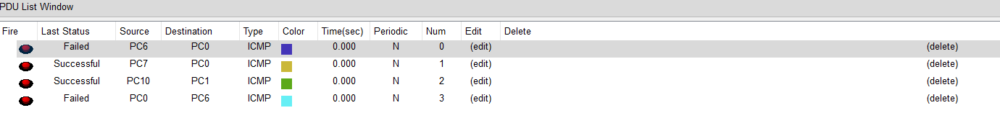 PDU List Window
Fire Last Status Source Destination Type Color Time(sec) Periodic Num Edit Delete
Failed PC6 PC0 ICMP 0.000 N 0 (edit) (delete)
Successful PC7 PC0 ICMP 0.000 N 1 (edit) (delete)
Successful PC10 PC1 ICMP 0.000 N 2 (edit) (delete)
Failed PC0 PC6 ICMP 0.000 N 3 (edit) (delete)